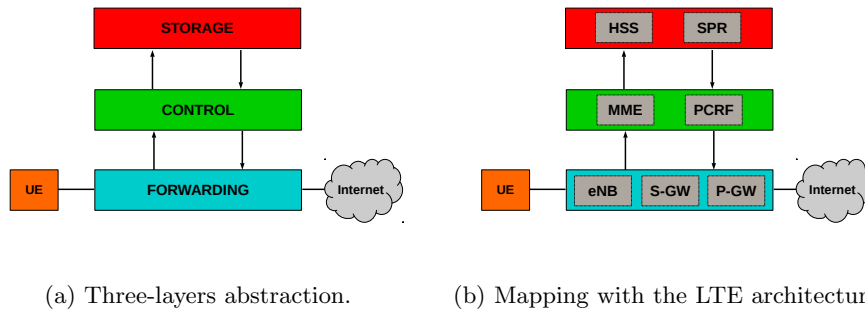 STORAGE
CONTROL
UE
FORWARDING
Internet
(a) Three-layers abstraction.
HSS SPR
MME PCRF
UE
eNB S-GW P-GW
Internet
(b) Mapping with the LTE architectur